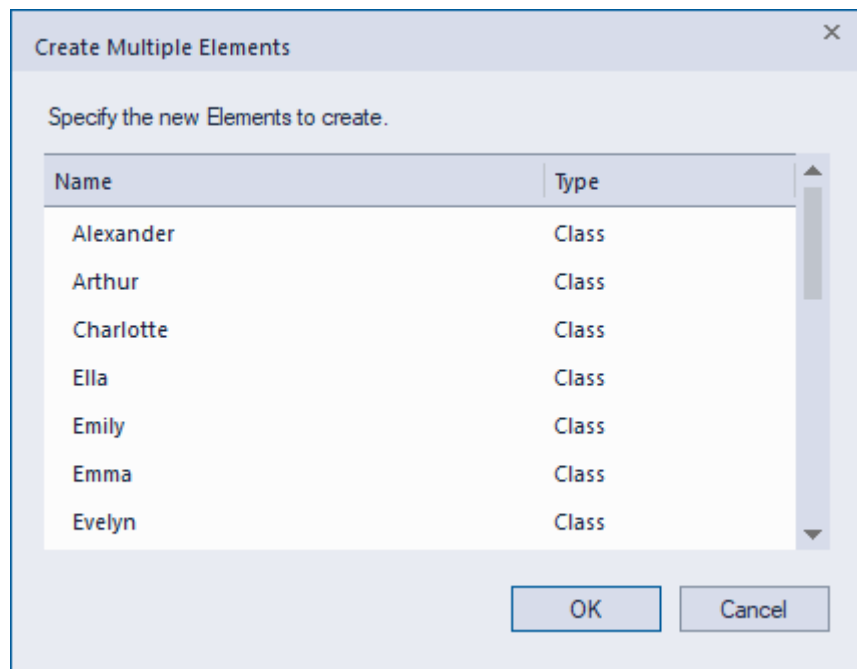 Create Multiple Elements
Specify the new Elements to create.
Name Type
Alexander Class
Arthur Class
Charlotte Class
Ella Class
Emily Class
Emma Class
Evelyn Class
OK Cancel